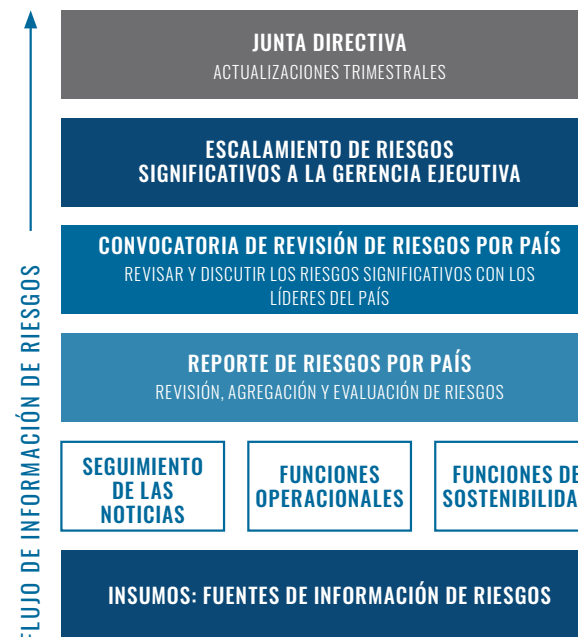 JUNTA DIRECTIVA
ACTUALIZACIONES TRIMESTRALES
ESCALAMIENTO DE RIESGOS
SIGNIFICATIVOS A LA GERENCIA EJECUTIVA
CONVOCATORIA DE REVISIÓN DE RIESGOS POR PAÍS
REVISAR Y DISCUTIR LOS RIESGOS SIGNIFICATIVOS CON LOS
LÍDERES DEL PAÍS
REPORTE DE RIESGOS POR PAÍS
REVISIÓN, AGREGACIÓN Y EVALUACIÓN DE RIESGOS
SEGUIMIENTO
DE LAS
NOTICIAS
FUNCIONES
OPERACIONALES
FUNCIONES DE
SOSTENIBILIDA
INSUMOS: FUENTES DE INFORMACIÓN DE RIESGOS
FLUJO DE INFORMACIÓN DE RIESGOS